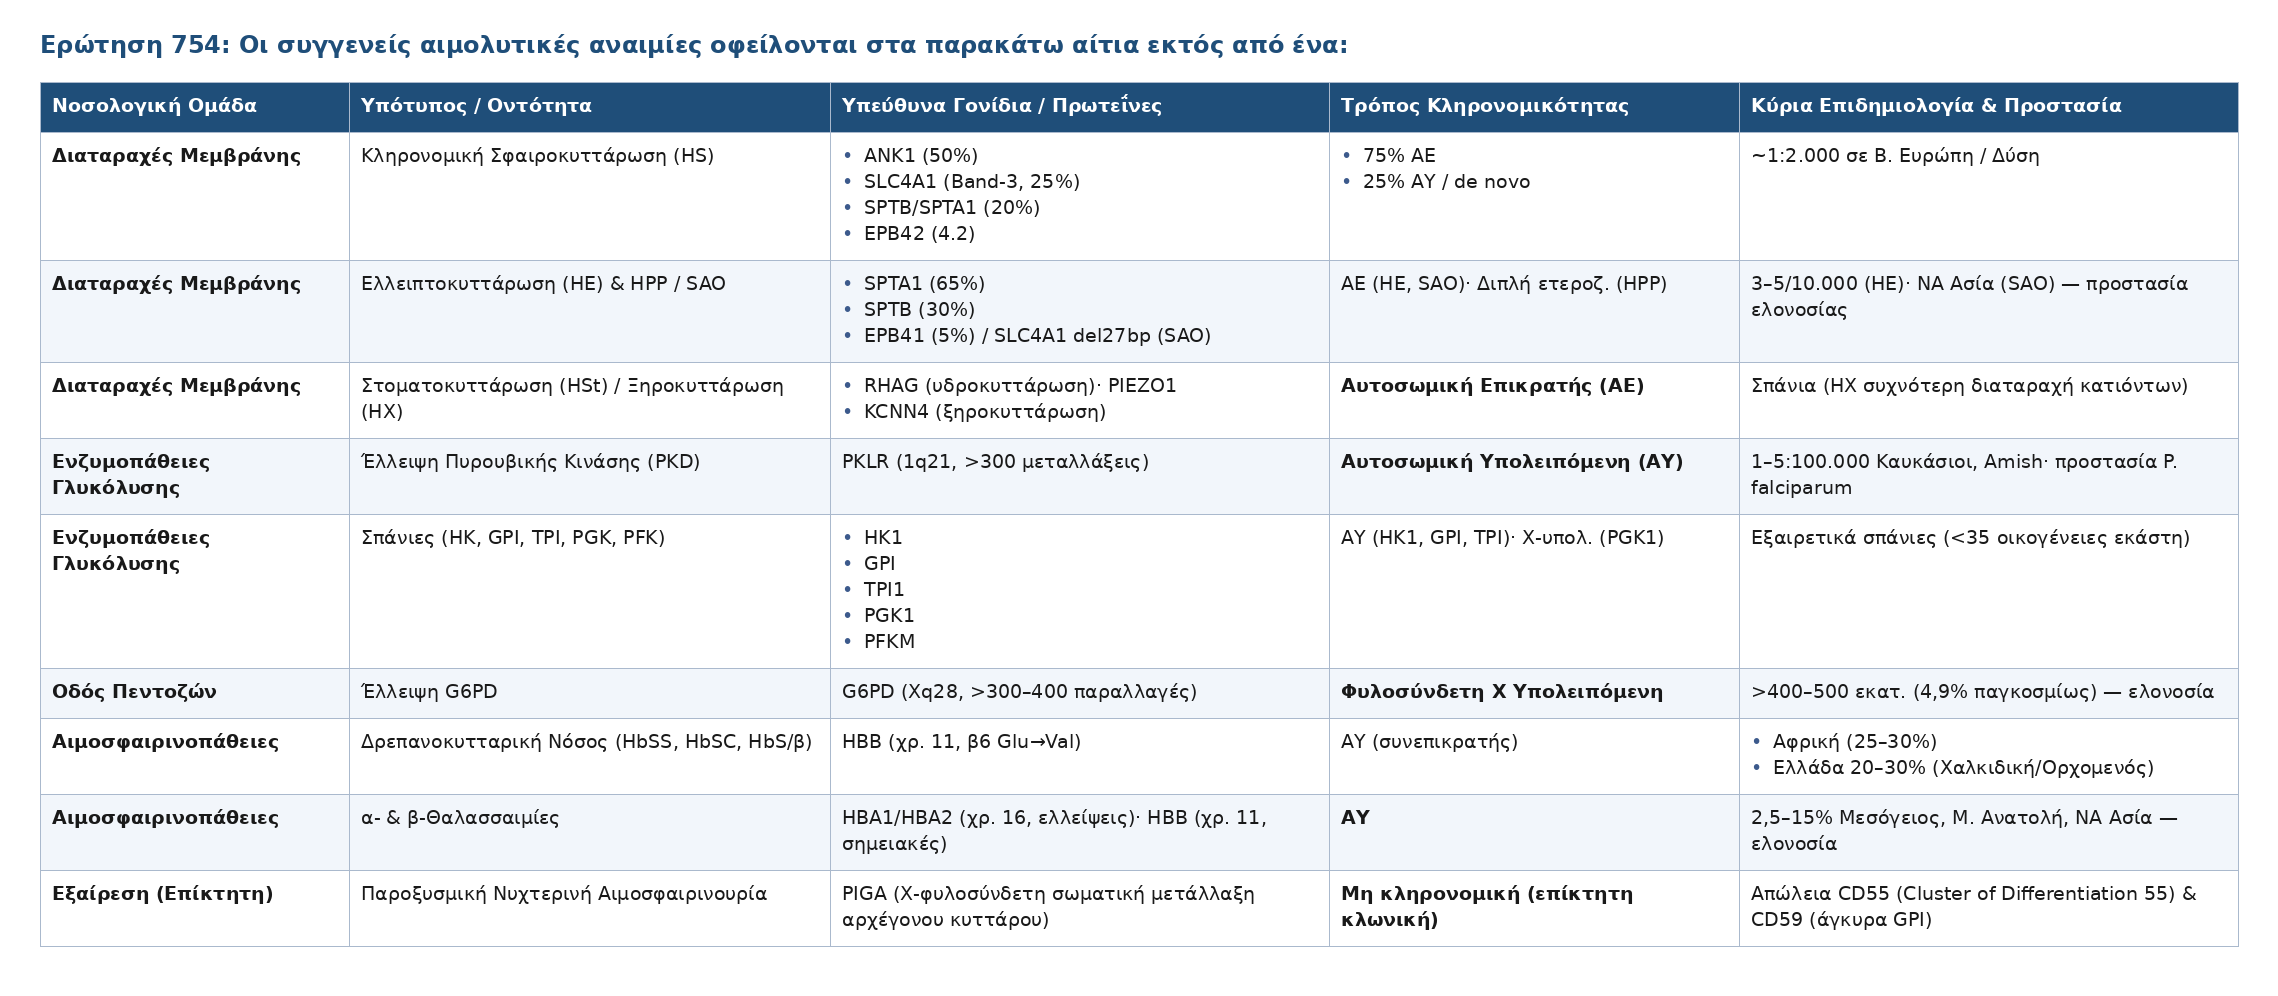 Ερώτηση 754: Οι συγγενείς αιμολυτικές αναιμίες οφείλονται στα παρακάτω αίτια εκτός από ένα:
Νοσολογική Ομάδα
Υπότυπος / Οντότητα
Υπεύθυνα Γονίδια / Πρωτεΐνες
Τρόπος Κληρονομικότητας
Κύρια Επιδημιολογία & Προστασία
Διαταραχές Μεμβράνης
Κληρονομική Σφαιροκυττάρωση (HS)
• ANK1 (50%)
• SLC4A1 (Band-3, 25%)
• SPTB/SPTA1 (20%)
• EPB42 (4.2)
• 75% ΑΕ
• 25% ΑΥ / de novo
~1:2.000 σε Β. Ευρώπη / Δύση
Διαταραχές Μεμβράνης
Ελλειπτοκυττάρωση (HE) & HPP / SAO
• SPTA1 (65%)
• SPTB (30%)
• EPB41 (5%) / SLC4A1 del27bp (SAO)
ΑΕ (HE, SAO)· Διπλή ετεροζ. (HPP)
3–5/10.000 (HE)· ΝΑ Ασία (SAO) — προστασία
ελονοσίας
Διαταραχές Μεμβράνης
Στοματοκυττάρωση (HSt) / Ξηροκυττάρωση
(HX)
• RHAG (υδροκυττάρωση)· PIEZO1
• KCNN4 (ξηροκυττάρωση)
Αυτοσωμική Επικρατής (ΑΕ)
Σπάνια (HX συχνότερη διαταραχή κατιόντων)
Ενζυμοπάθειες
Γλυκόλυσης
Έλλειψη Πυρουβικής Κινάσης (PKD)
PKLR (1q21, >300 μεταλλάξεις)
Αυτοσωμική Υπολειπόμενη (ΑΥ)
1–5:100.000 Καυκάσιοι, Amish· προστασία P.
falciparum
Ενζυμοπάθειες
Γλυκόλυσης
Σπάνιες (HK, GPI, TPI, PGK, PFK)
• HK1
• GPI
• TPI1
• PGK1
• PFKM
ΑΥ (HK1, GPI, TPI)· Χ-υπολ. (PGK1)
Εξαιρετικά σπάνιες (<35 οικογένειες εκάστη)
Οδός Πεντοζών
Έλλειψη G6PD
G6PD (Xq28, >300–400 παραλλαγές)
Φυλοσύνδετη Χ Υπολειπόμενη
>400–500 εκατ. (4,9% παγκοσμίως) — ελονοσία
Αιμοσφαιρινοπάθειες
Δρεπανοκυτταρική Νόσος (HbSS, HbSC, HbS/β)
HBB (χρ. 11, β6 Glu→Val)
ΑΥ (συνεπικρατής)
• Αφρική (25–30%)
• Ελλάδα 20–30% (Χαλκιδική/Ορχομενός)
Αιμοσφαιρινοπάθειες
α- & β-Θαλασσαιμίες
HBA1/HBA2 (χρ. 16, ελλείψεις)· HBB (χρ. 11,
σημειακές)
ΑΥ
2,5–15% Μεσόγειος, Μ. Ανατολή, ΝΑ Ασία —
ελονοσία
Εξαίρεση (Επίκτητη)
Παροξυσμική Νυχτερινή Αιμοσφαιρινουρία
PIGA (Χ-φυλοσύνδετη σωματική μετάλλαξη
αρχέγονου κυττάρου)
Μη κληρονομική (επίκτητη
κλωνική)
Απώλεια CD55 (Cluster of Differentiation 55) &
CD59 (άγκυρα GPI)